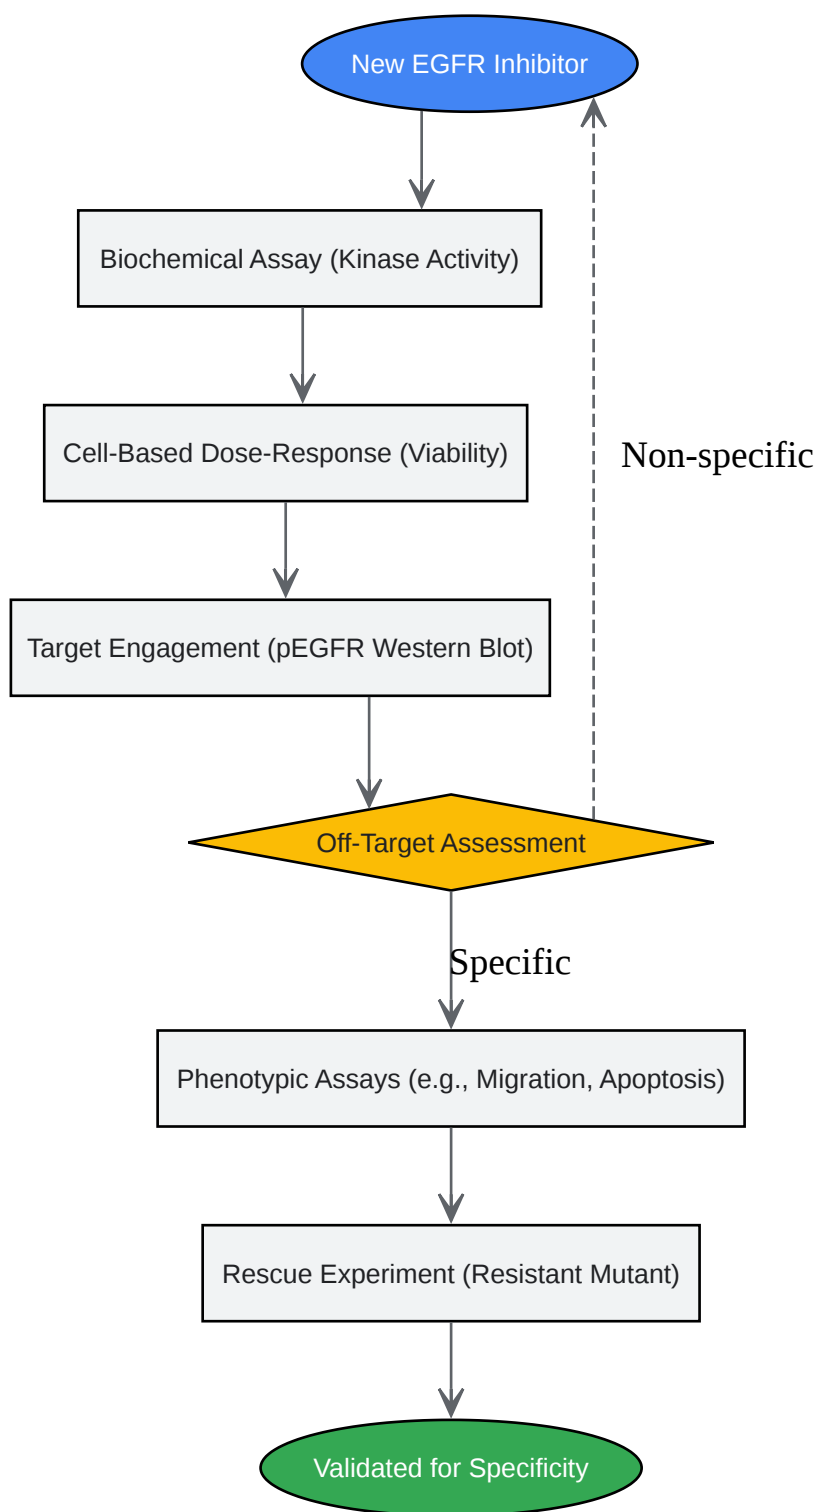 New EGFR Inhibitor
Biochemical Assay (Kinase Activity)
Cell-Based Dose-Response (Viability)
Non-specific
Target Engagement (pEGFR Western Blot)
Off-Target Assessment
Specific
Phenotypic Assays (e.g., Migration, Apoptosis)
Rescue Experiment (Resistant Mutant)
Validated for Specificity